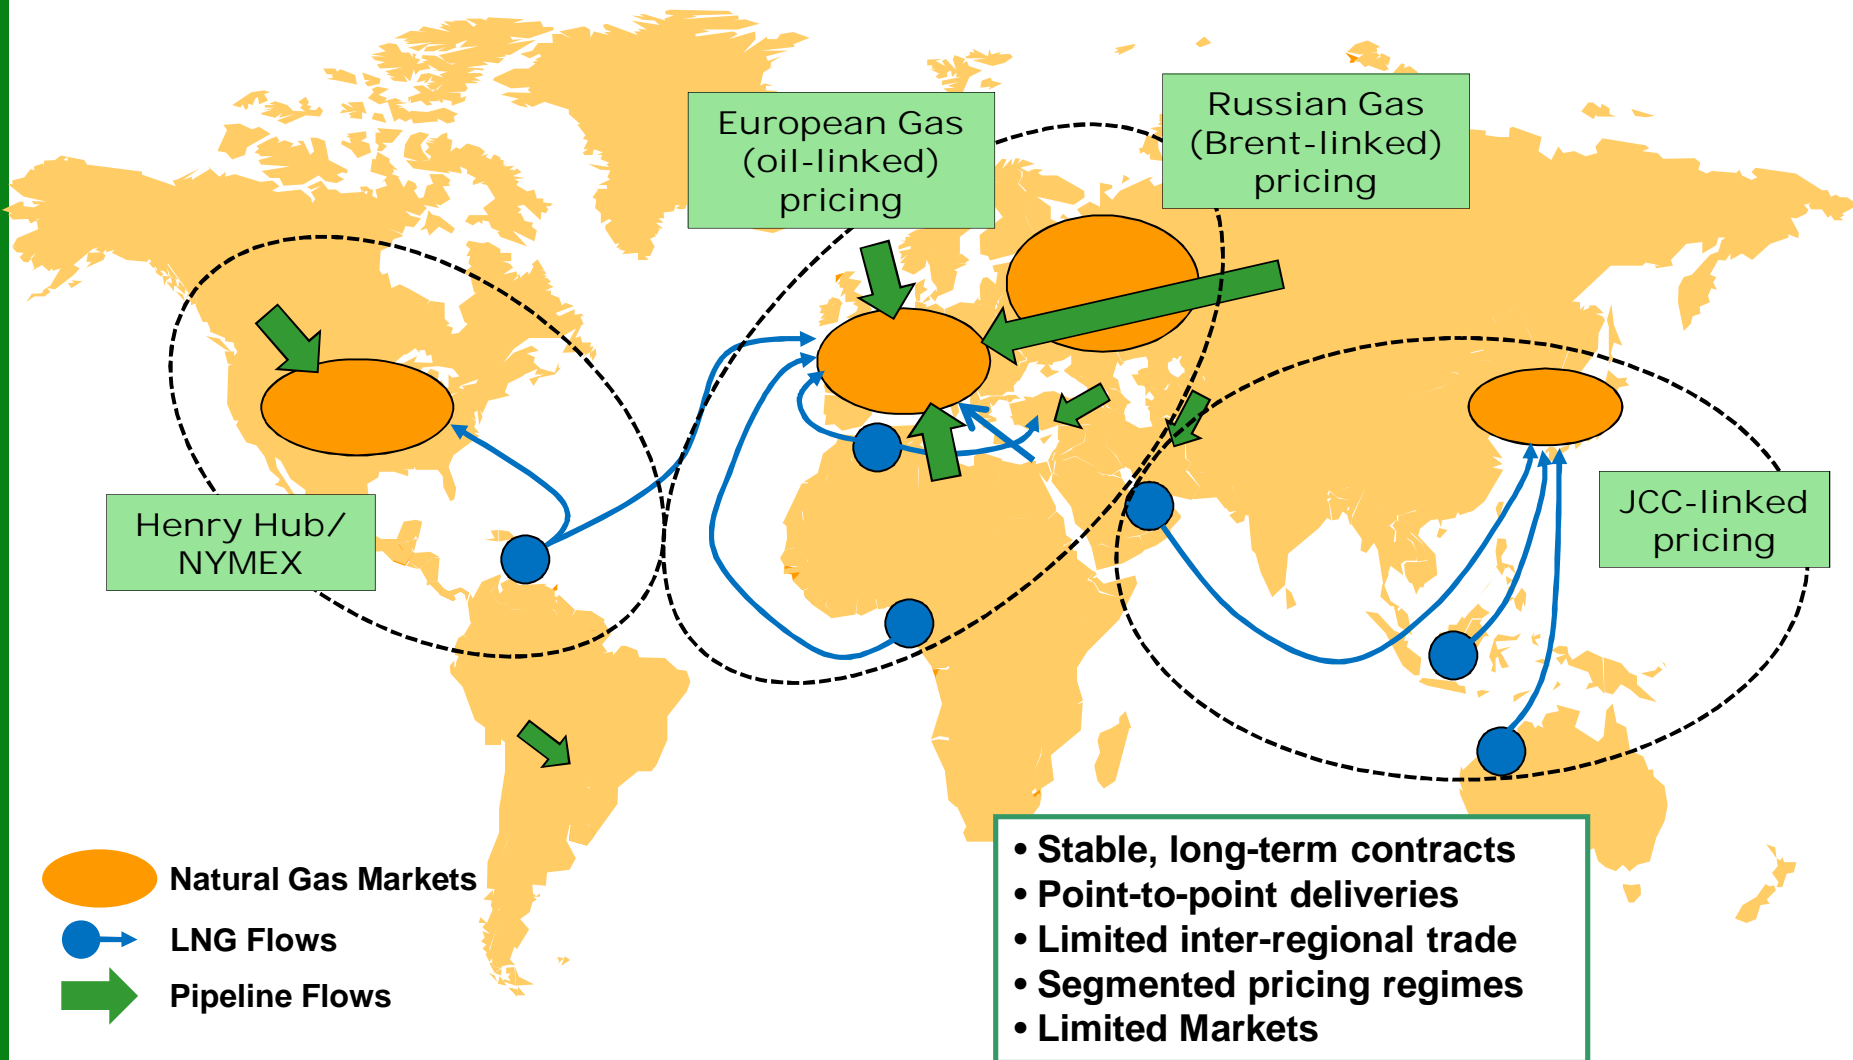 European Gas
(oil-linked)
pricing
Russian Gas
(Brent-linked)
pricing
Henry Hub/
NYMEX
JCC-linked
pricing
Natural Gas Markets
LNG Flows
Pipeline Flows
• Stable, long-term contracts
• Point-to-point deliveries
• Limited inter-regional trade
• Segmented pricing regimes
• Limited Markets